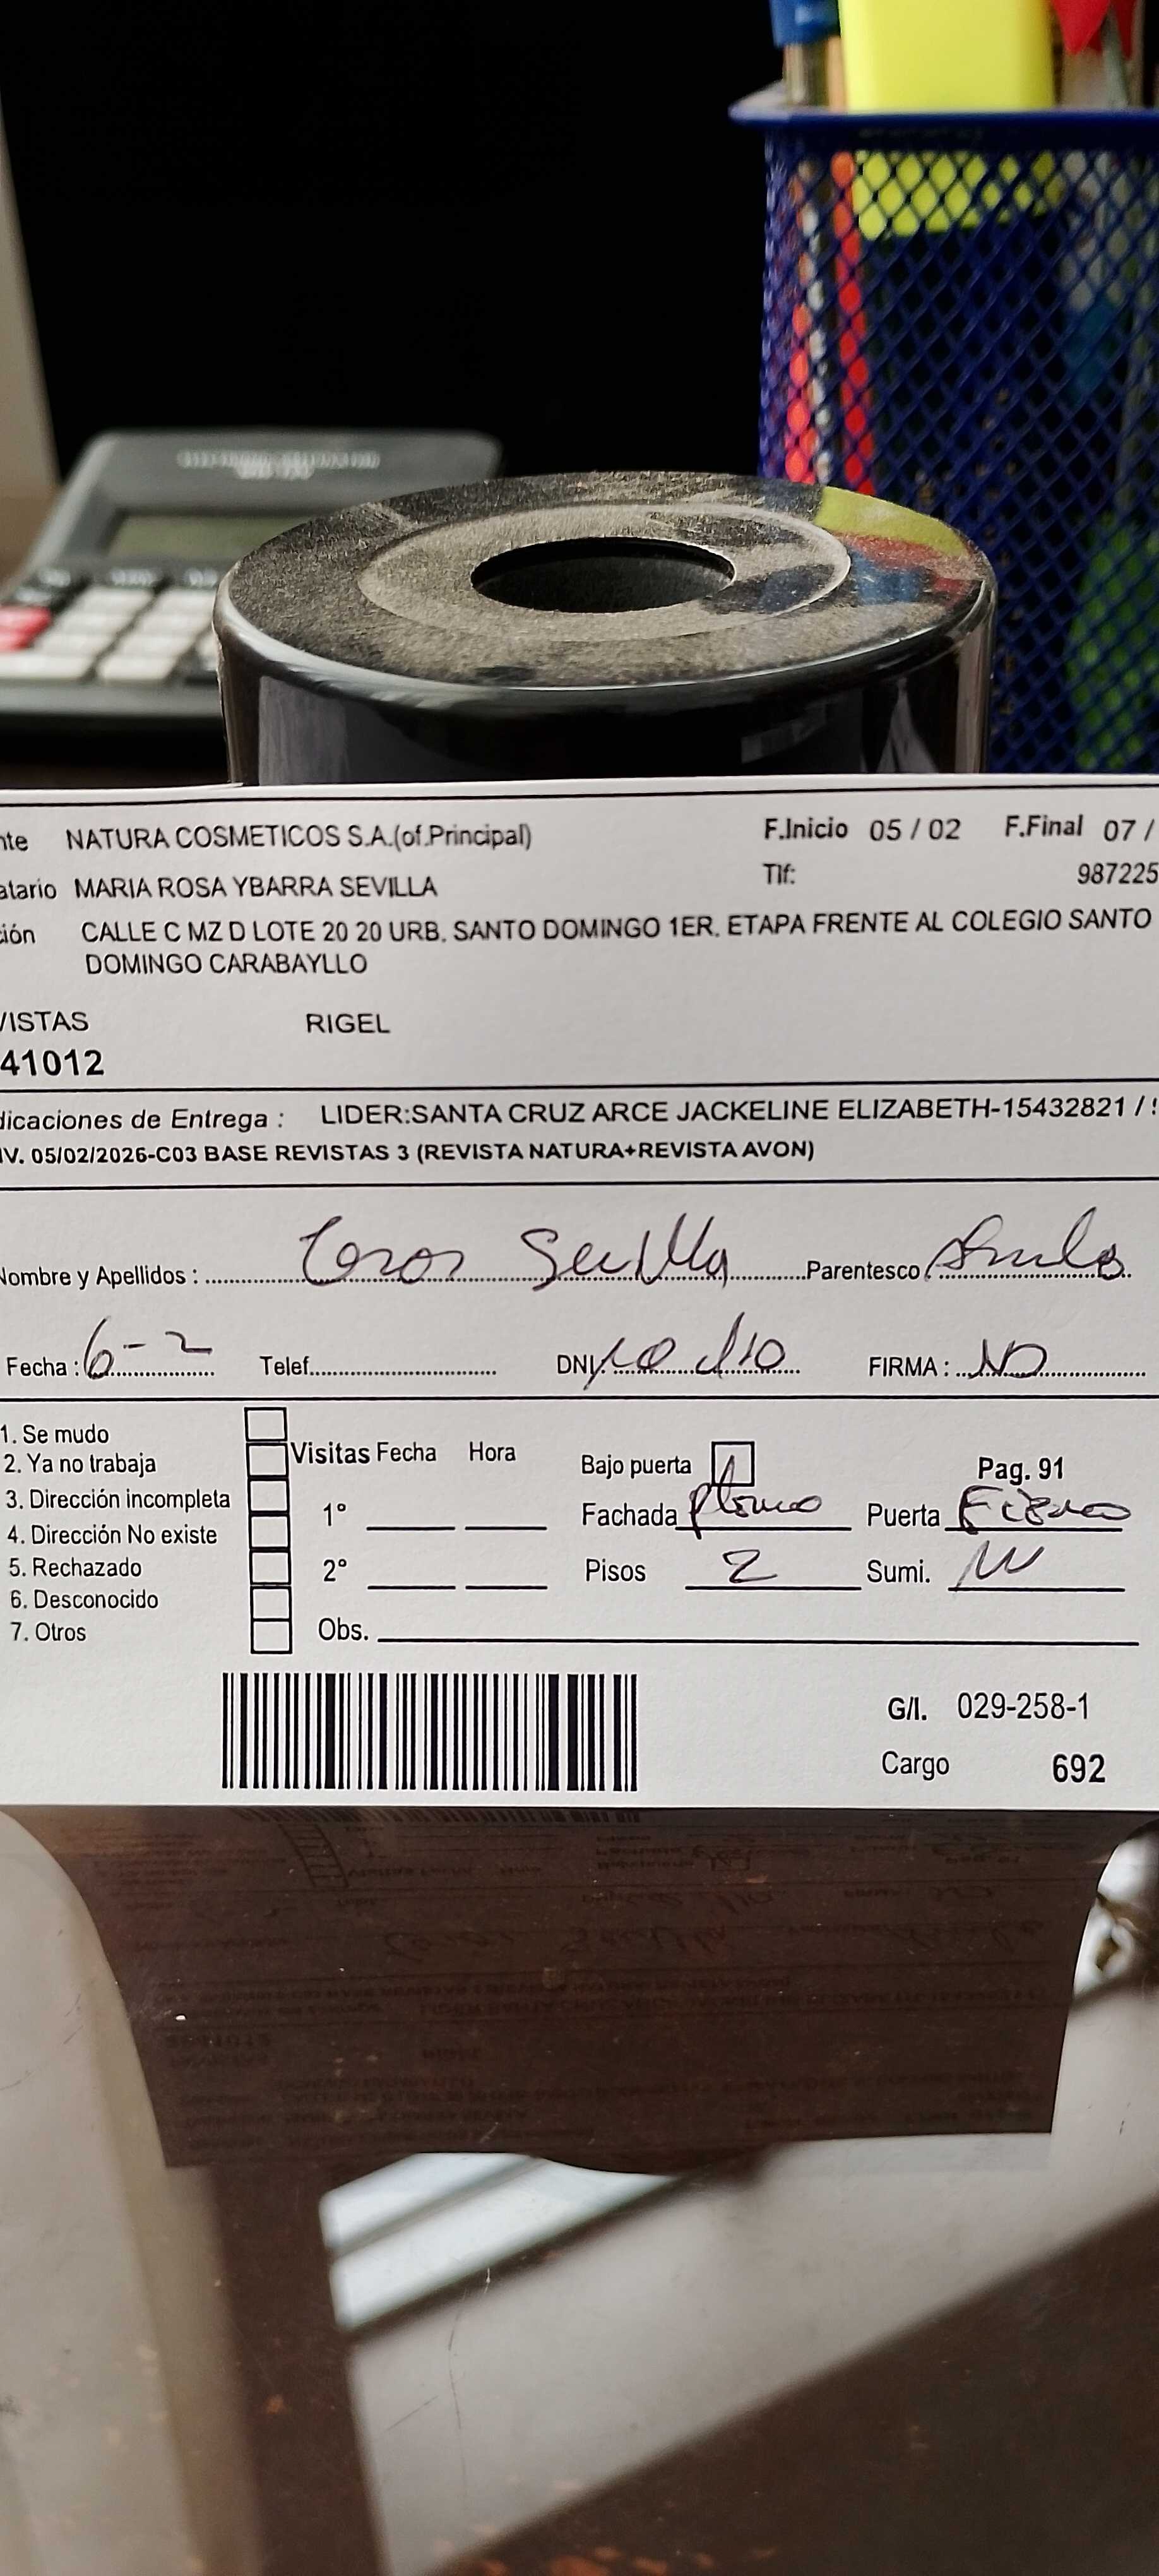 nte NATURA COSMETICOS S.A.(of.Principal) F.Inicio 05 / 02 F.Final 07 /
atario MARIA ROSA YBARRA SEVILLA Tlf: 987225
ión CALLE C MZ D LOTE 20 20 URB. SANTO DOMINGO 1ER. ETAPA FRENTE AL COLEGIO SANTO
DOMINGO CARABAYLLO
VISTAS RIGEL
41012
dicaciones de Entrega : LIDER:SANTA CRUZ ARCE JACKELINE ELIZABETH-15432821 /
IV. 05/02/2026-C03 BASE REVISTAS 3 (REVISTA NATURA+REVISTA AVON)
Nombre y Apellidos : Sevilla Parentesco :
Fecha : 6-2 Telef. DNI FIRMA : NO
1. Se mudo
2. Ya no trabaja
3. Dirección incompleta
4. Dirección No existe
5. Rechazado
6. Desconocido
7. Otros
Visitas Fecha Hora
1°
2°
Obs.
Bajo puerta Pag. 91
Fachada Plomo Puerta Fierro
Pisos 2 Sumi.
G/I. 029-258-1
Cargo 692